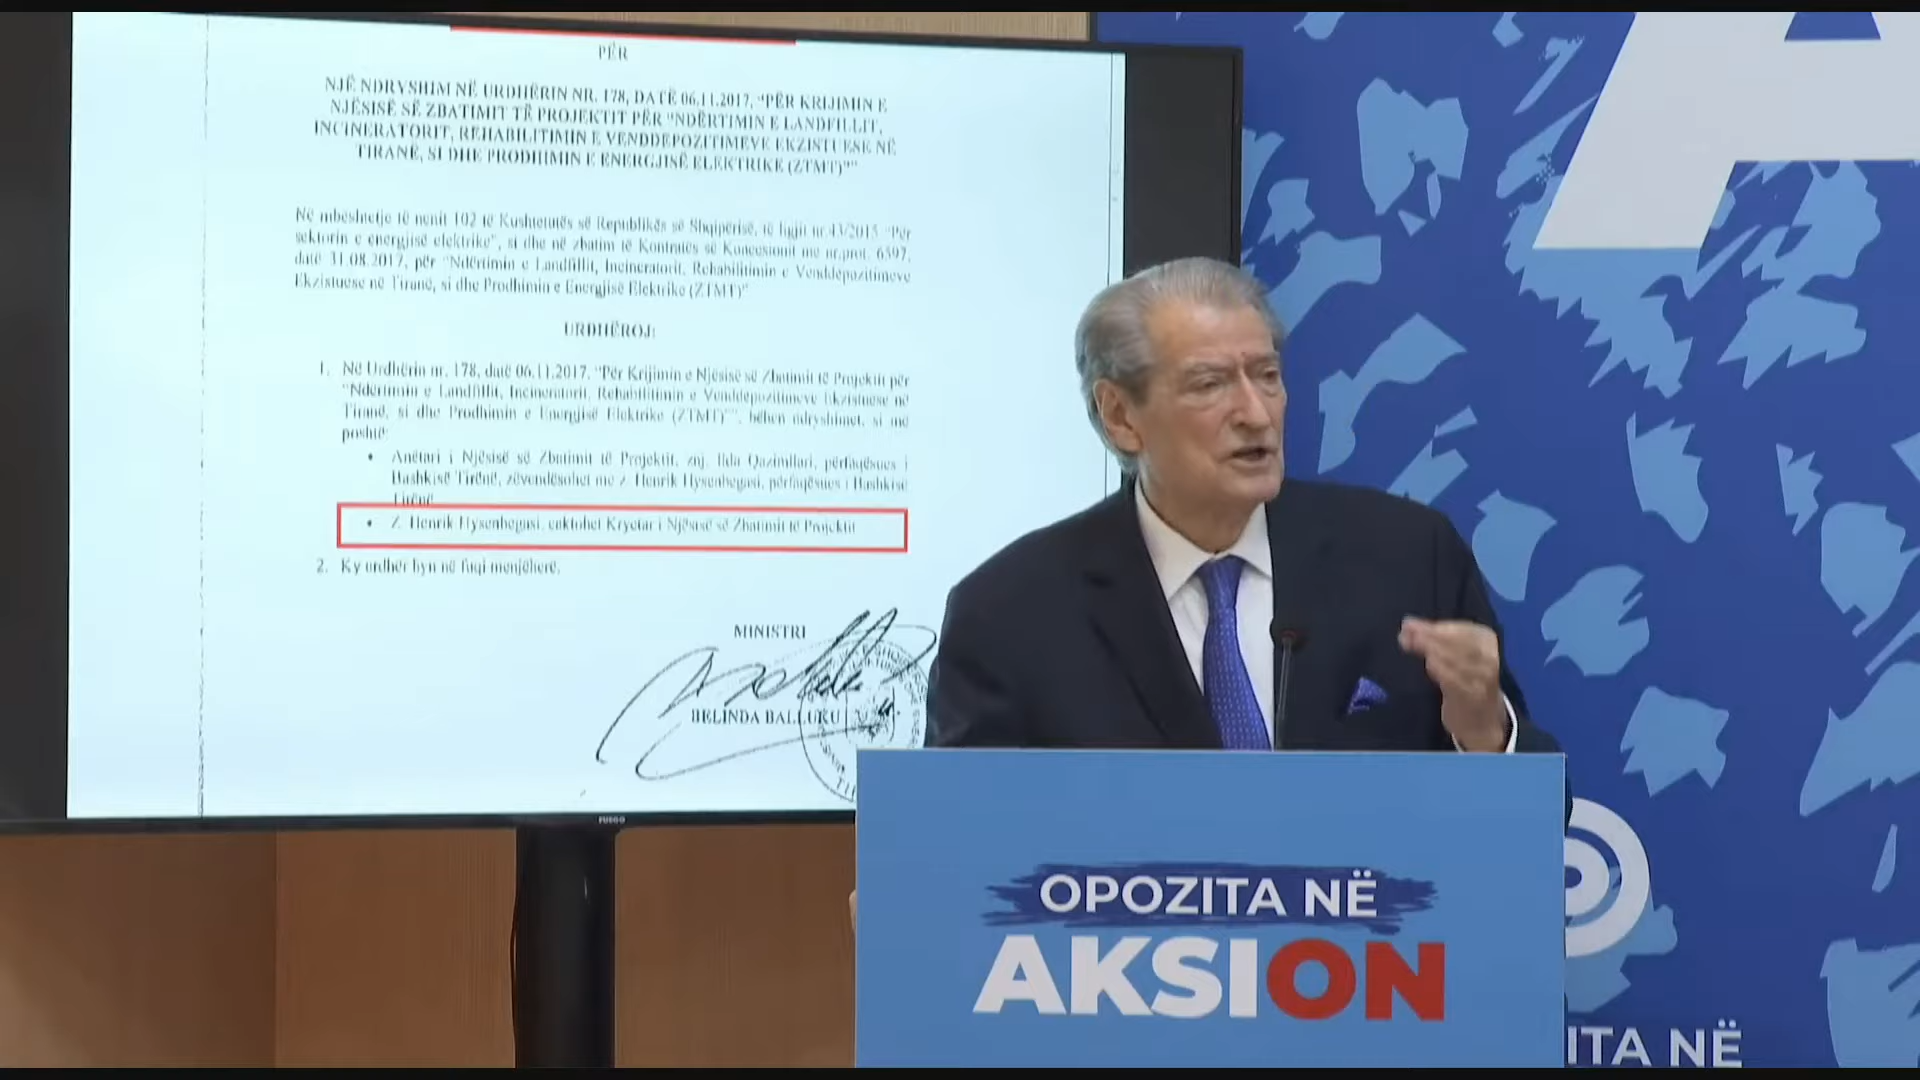 PËR
NJË NDRYSHIM NË URDHËRIN NR. 178, DATË 06.11.2017, “PËR KRIJIMIN E
NJËSISË SË ZBATIMIT TË PROJEKTIT PËR “NDËRTIMIN E LANDFILLIT,
INCINERATORIT, REHABILITIMIN E VENDDEPOZITIMEVE EKZISTUESE NË
TIRANË, SI DHE PRODHIMIN E ENERGJISË ELEKTRIKE (ZTMT)””
Në mbështetje të nenit 102 të Kushtetutës së Republikës së Shqipërisë, të ligjit nr.43/2015 “Për
sektorin e energjisë elektrike”, si dhe në zbatim të Kontratës së Koncesionit me nr.prot. 6597,
datë 31.08.2017, për “Ndërtimin e Landfillit, Incineratorit, Rehabilitimin e Venddepozitimeve
Ekzistuese në Tiranë, si dhe Prodhimin e Energjisë Elektrike (ZTMT)”
URDHËROJ:
1. Në Urdhërin nr. 178, datë 06.11.2017, “Për Krijimin e Njësisë së Zbatimit të Projektit për
“Ndërtimin e Landfillit, Incineratorit, Rehabilitimin e Venddepozitimeve Ekzistuese në
Tiranë, si dhe Prodhimin e Energjisë Elektrike (ZTMT)””, bëhen ndryshimet, si më
poshtë:
• Anëtari i Njësisë së Zbatimit të Projektit, znj. Ilda Qazimllari, përfaqësues i
Bashkisë Tiranë, zëvendësohet me z. Henrik Hysenbegasi, përfaqësues i Bashkisë
Tiranë
• Z. Henrik Hysenbegasi, caktohet Kryetar i Njësisë së Zbatimit të Projektit
2. Ky urdhër hyn në fuqi menjëherë.
MINISTRI
BELINDA BALLUKU
FUEGO
OPOZITA NË
AKSION
ITA NË